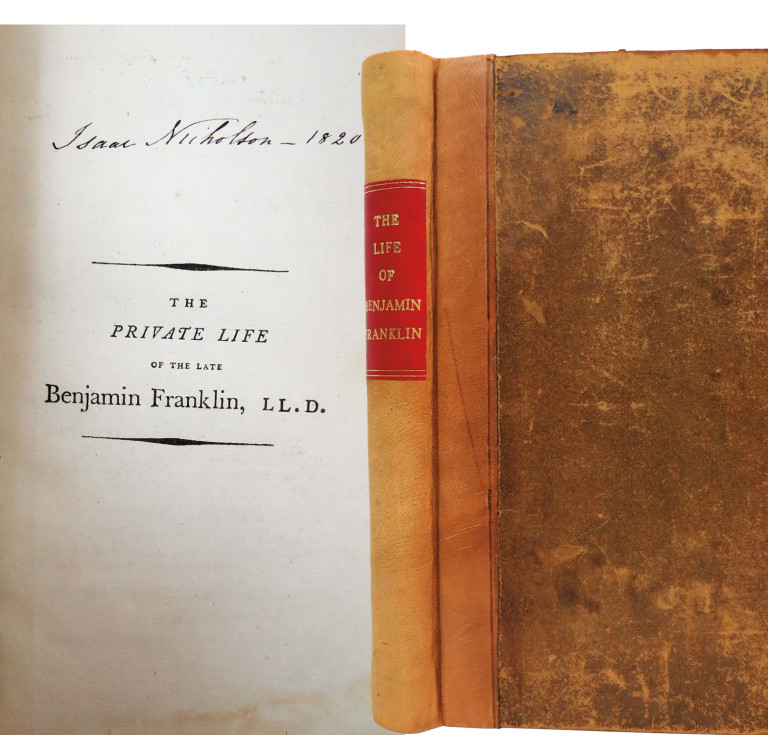 Isaac Nicholson – 1820
THE
PRIVATE LIFE
OF THE LATE
Benjamin Franklin, LL.D.
THE
LIFE
OF
BENJAMIN
FRANKLIN